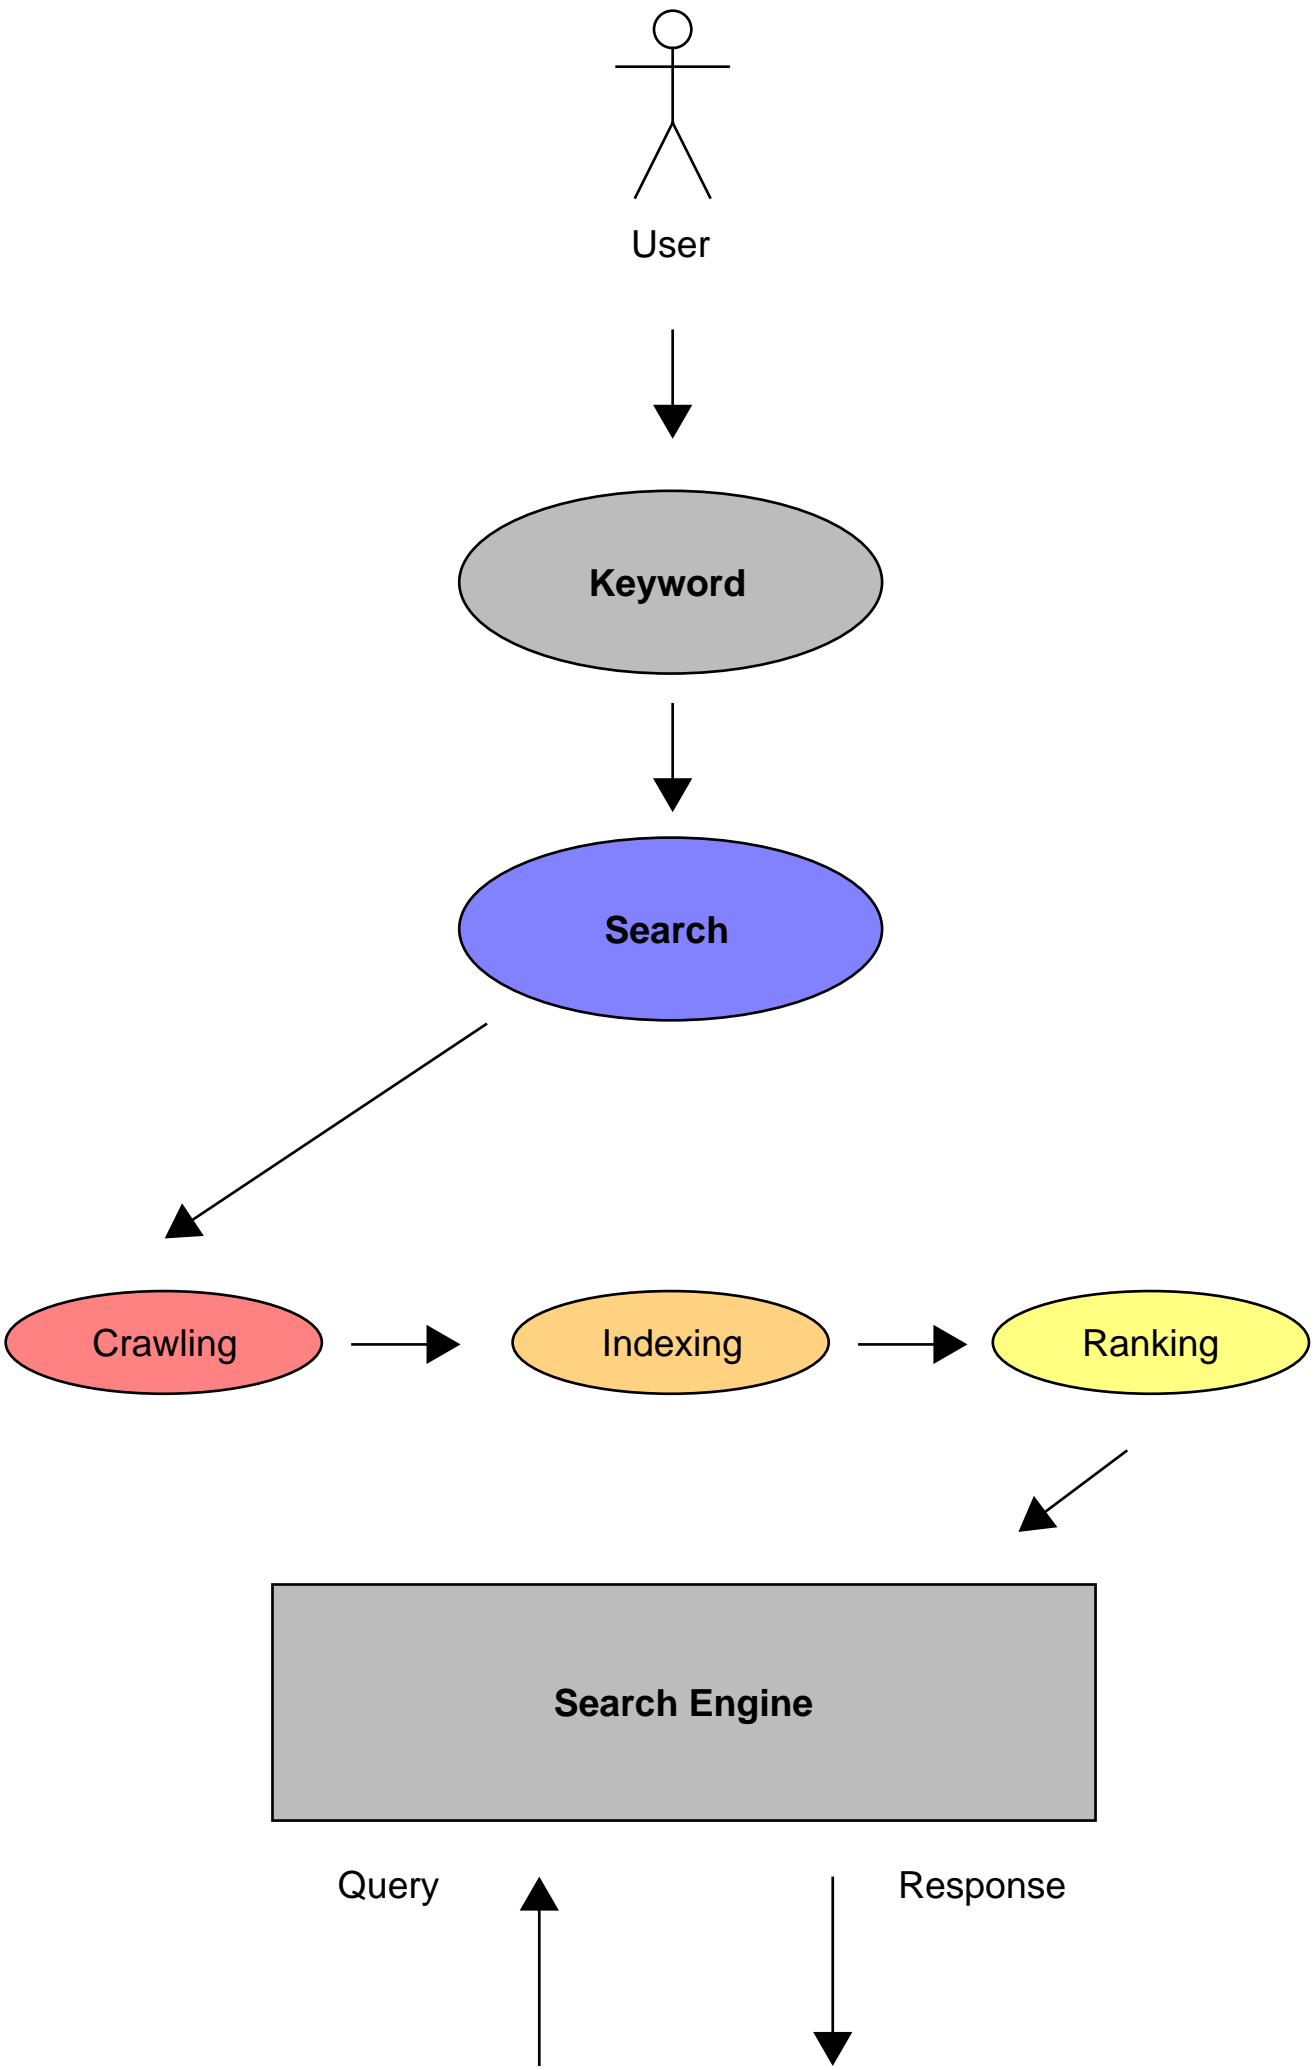 User
Keyword
Search
Crawling
Indexing
Ranking
Search Engine
Query
Response